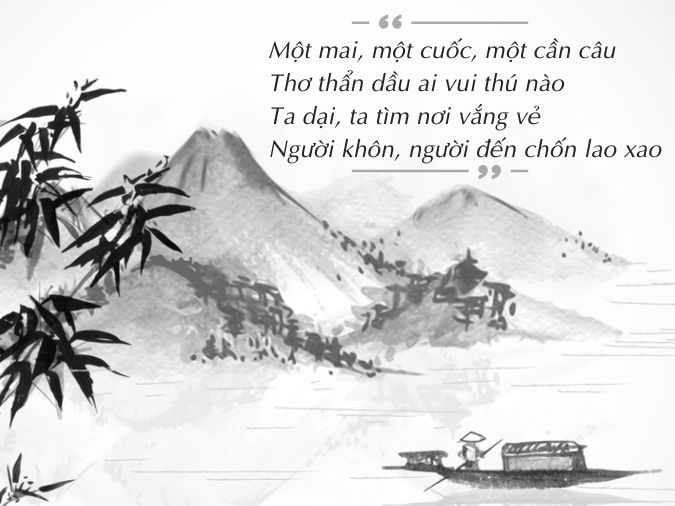 Một mai, một cuốc, một cần câu
Thơ thẩn dầu ai vui thú nào
Ta dại, ta tìm nơi vắng vẻ
Người khôn, người đến chốn lao xao